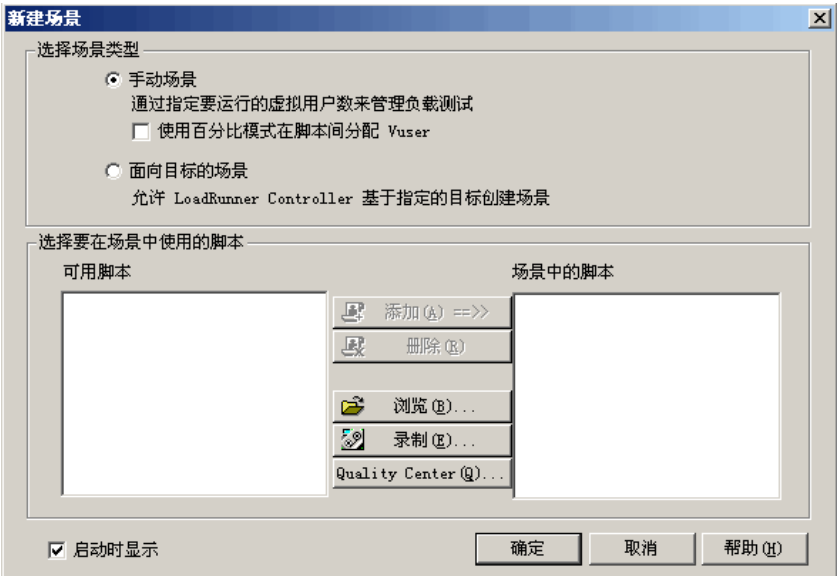 新建场景
选择场景类型
手动场景
通过指定要运行的虚拟用户数来管理负载测试
使用百分比模式在脚本间分配 Vuser
面向目标的场景
允许 LoadRunner Controller 基于指定的目标创建场景
选择要在场景中使用的脚本
可用脚本
场景中的脚本
添加(A) ==>>
删除(R)
浏览(B)...
录制(E)...
Quality Center(Q)...
启动时显示
确定
取消
帮助(H)